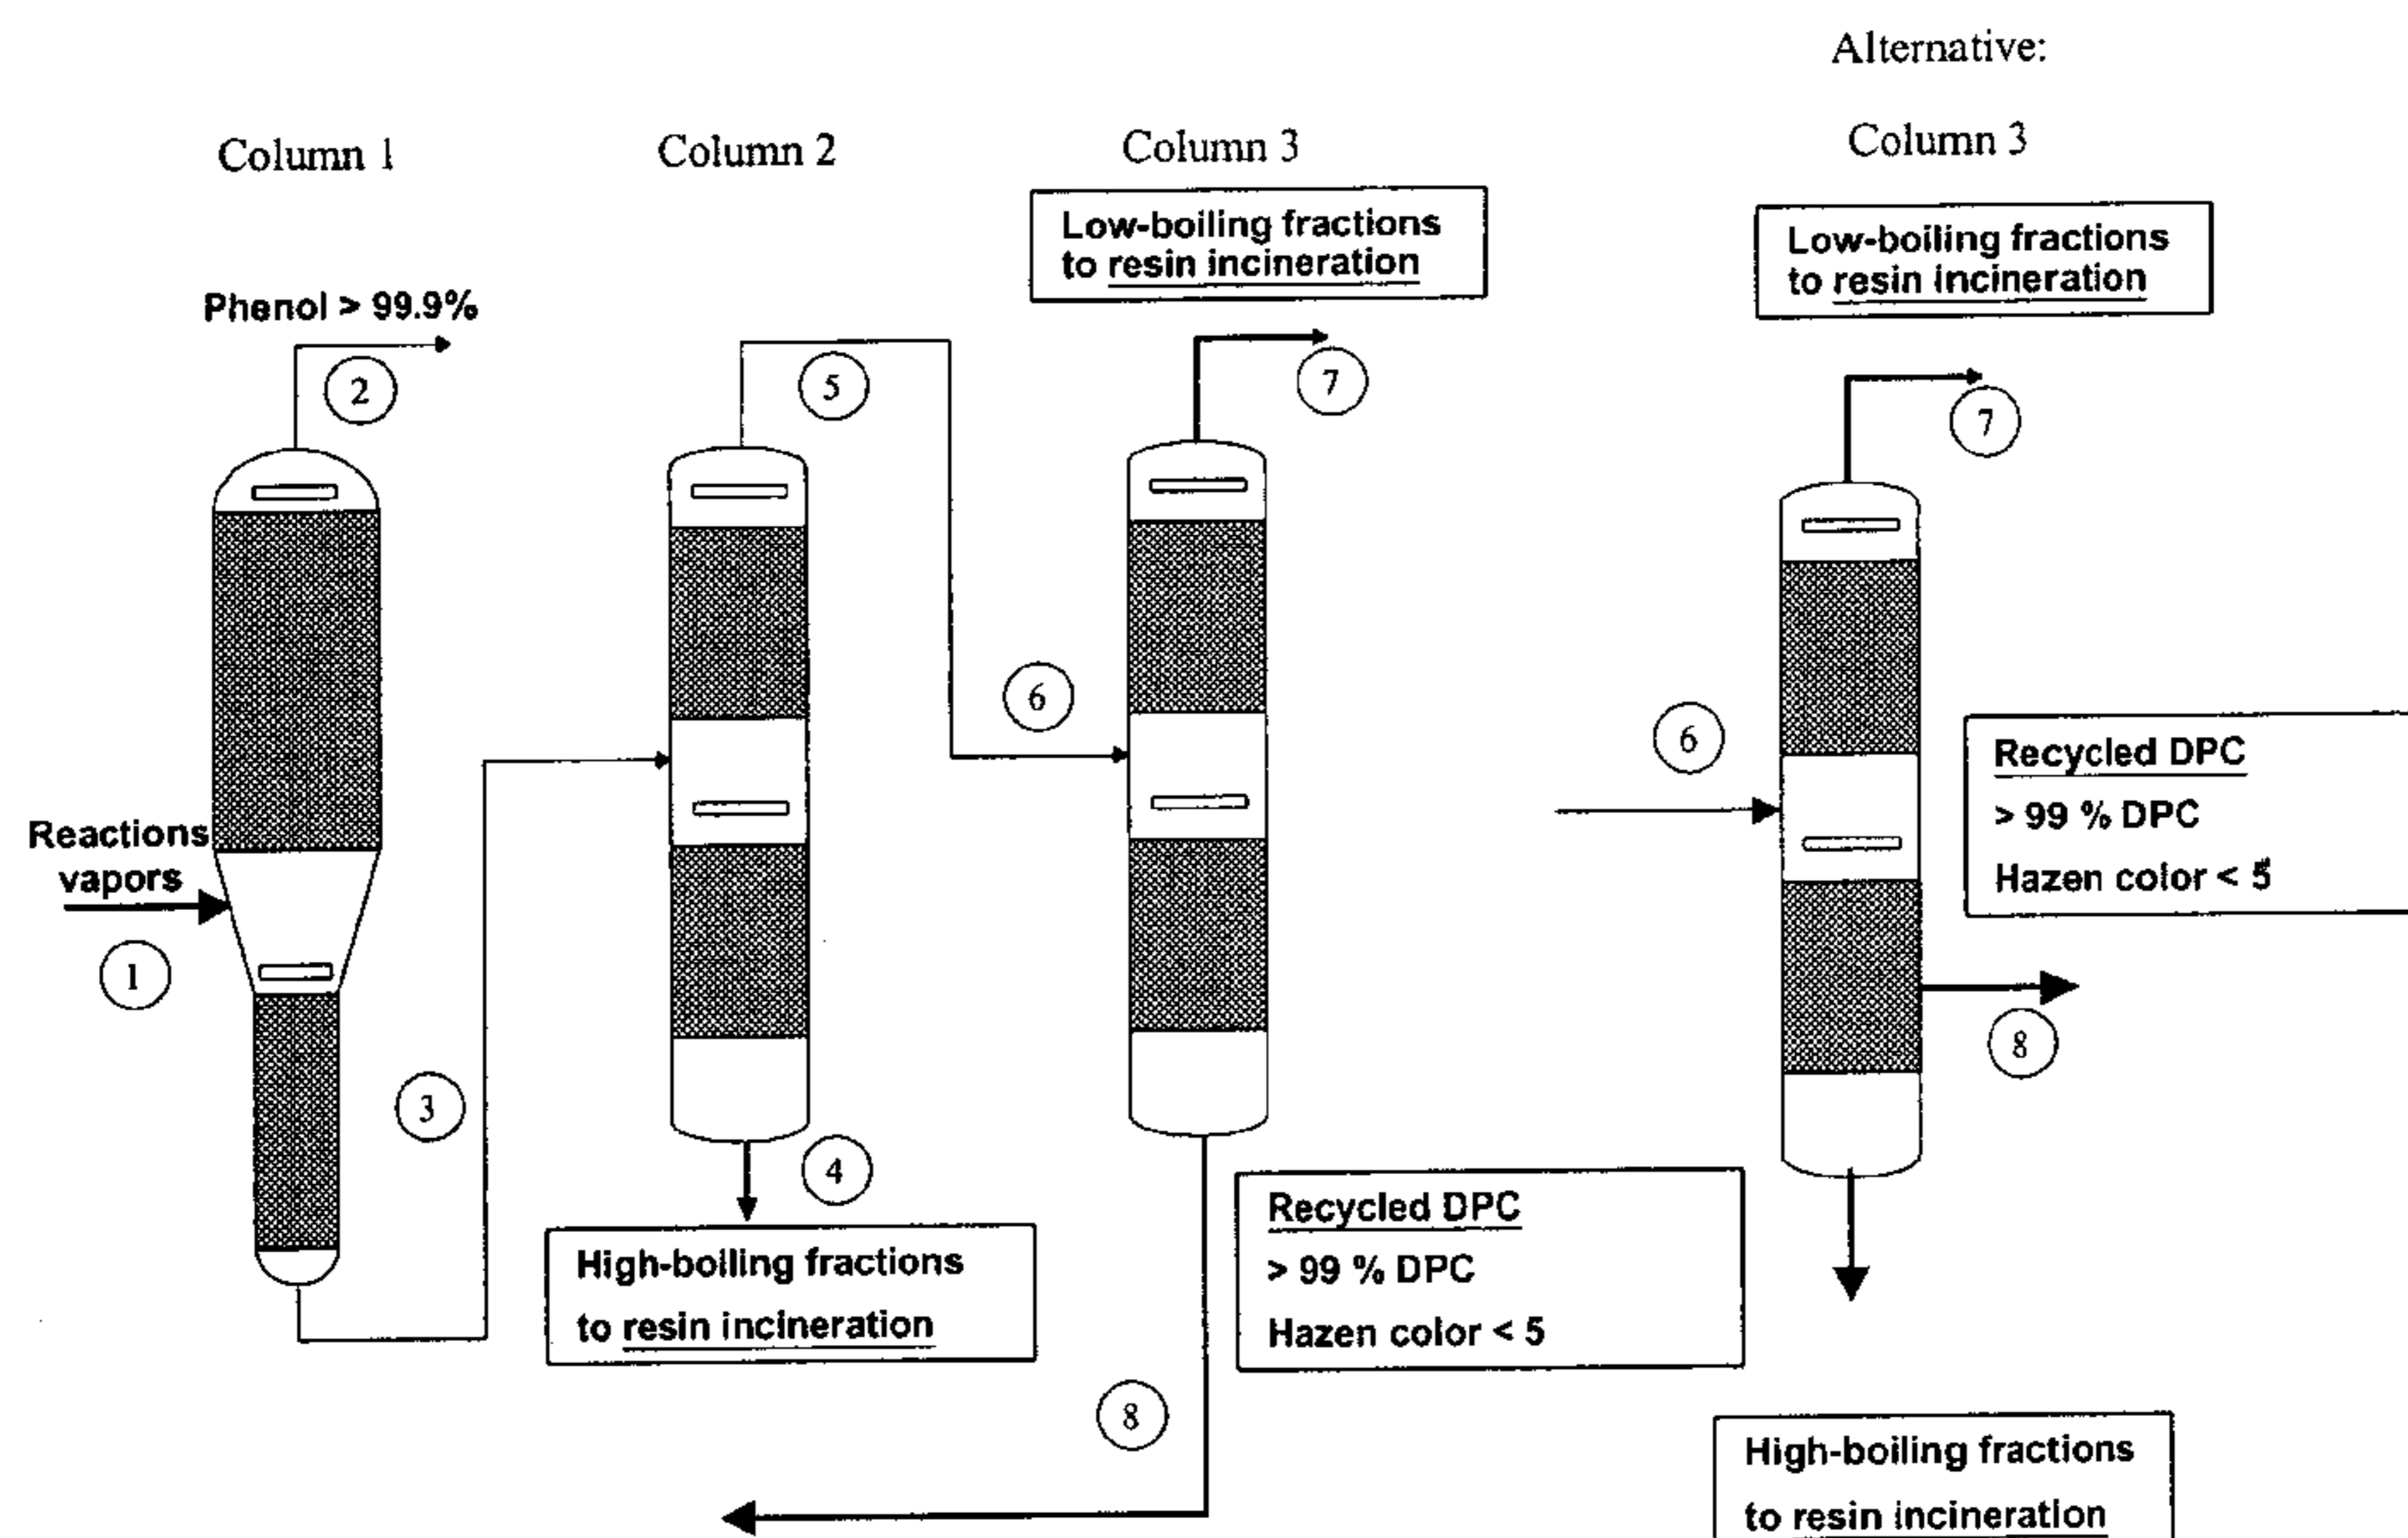 Alternative:
Column 1
Column 2
Column 3
Column 3
Low-boiling fractions
to resin incineration
Low-boiling fractions
to resin incineration
Phenol > 99.9%
2
5
7
7
6
6
Recycled DPC
> 99 % DPC
Hazen color < 5
Reactions
vapors
1
3
8
4
Recycled DPC
> 99 % DPC
Hazen color < 5
High-boiling fractions
to resin incineration
8
High-boiling fractions
to resin incineration